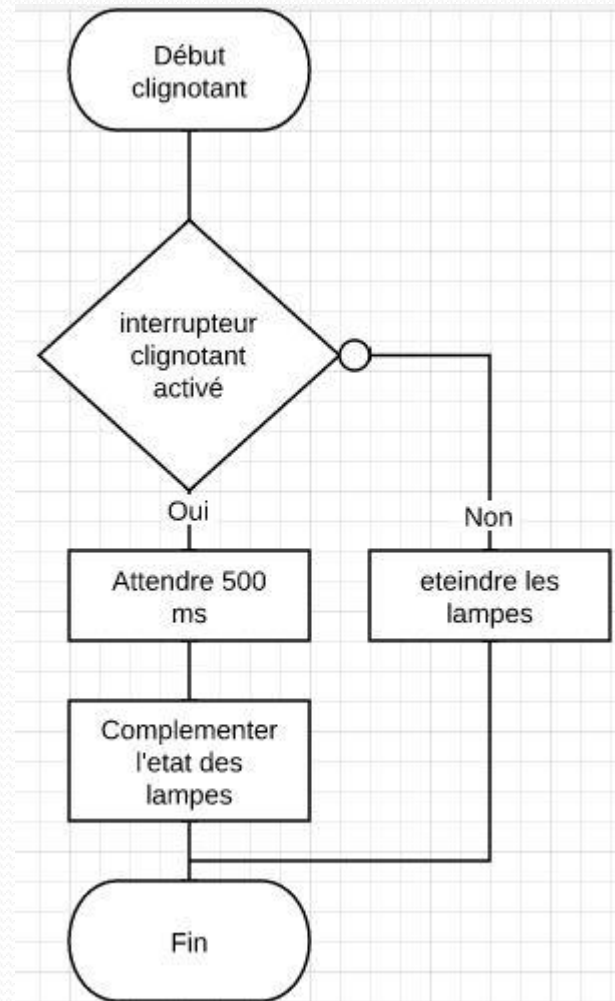 Début
clignotant
interrupteur
clignotant
activé
Oui
Non
Attendre 500
ms
eteindre les
lampes
Complementer
l'etat des
lampes
Fin